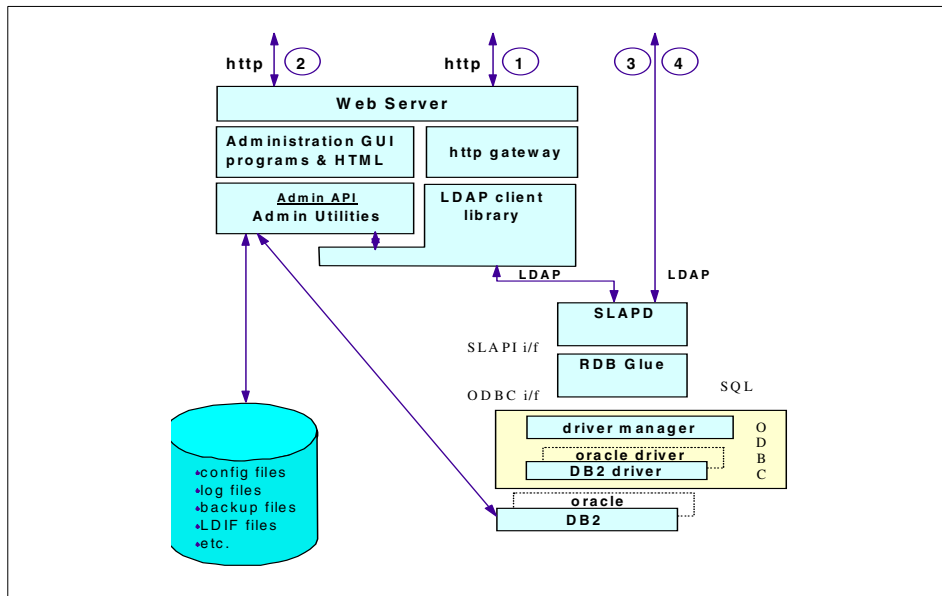 http 2 http 1 3 4
Web Server
Administration GUI
programs & HTML
http gateway
Admin API
Admin Utilities
LDAP client
library
LDAP LDAP
SLAPD
SLAPI i/f
RDB Glue
ODBC i/f
SQL
driver manager
oracle driver
DB2 driver
O
D
B
C
oracle
DB2
config files
log files
backup files
LDIF files
etc.